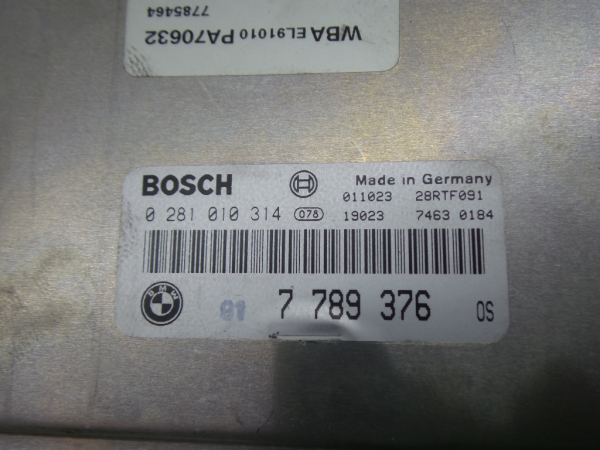 WBA EL91010 PA70632
7785464
BOSCH
Made in Germany
011023 28RTF091
0 281 010 314 078 19023 7463 0184
BMW
01 7 789 376 OS